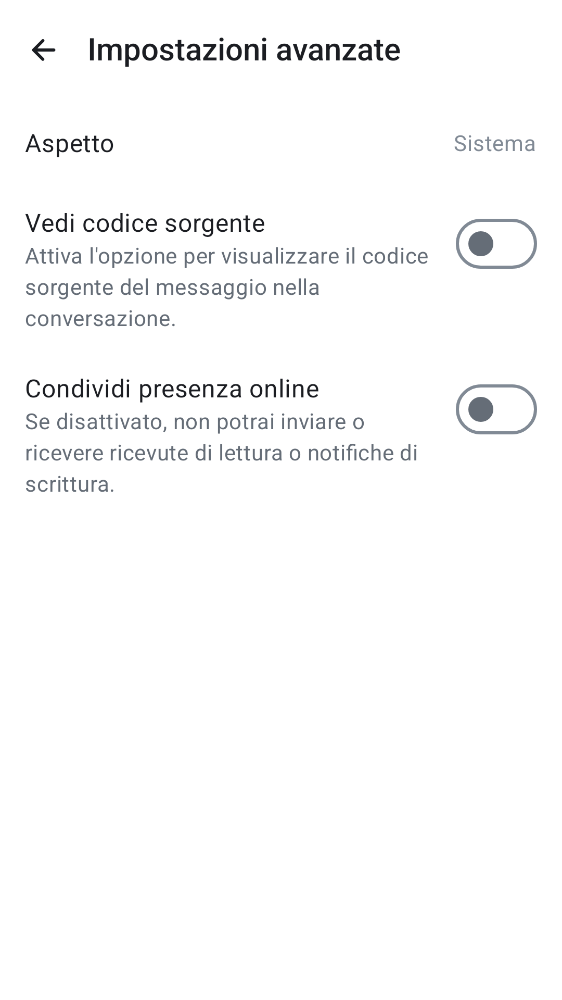 Impostazioni avanzate
Aspetto Sistema
Vedi codice sorgente
Attiva l'opzione per visualizzare il codice
sorgente del messaggio nella
conversazione.
Condividi presenza online
Se disattivato, non potrai inviare o
ricevere ricevute di lettura o notifiche di
scrittura.